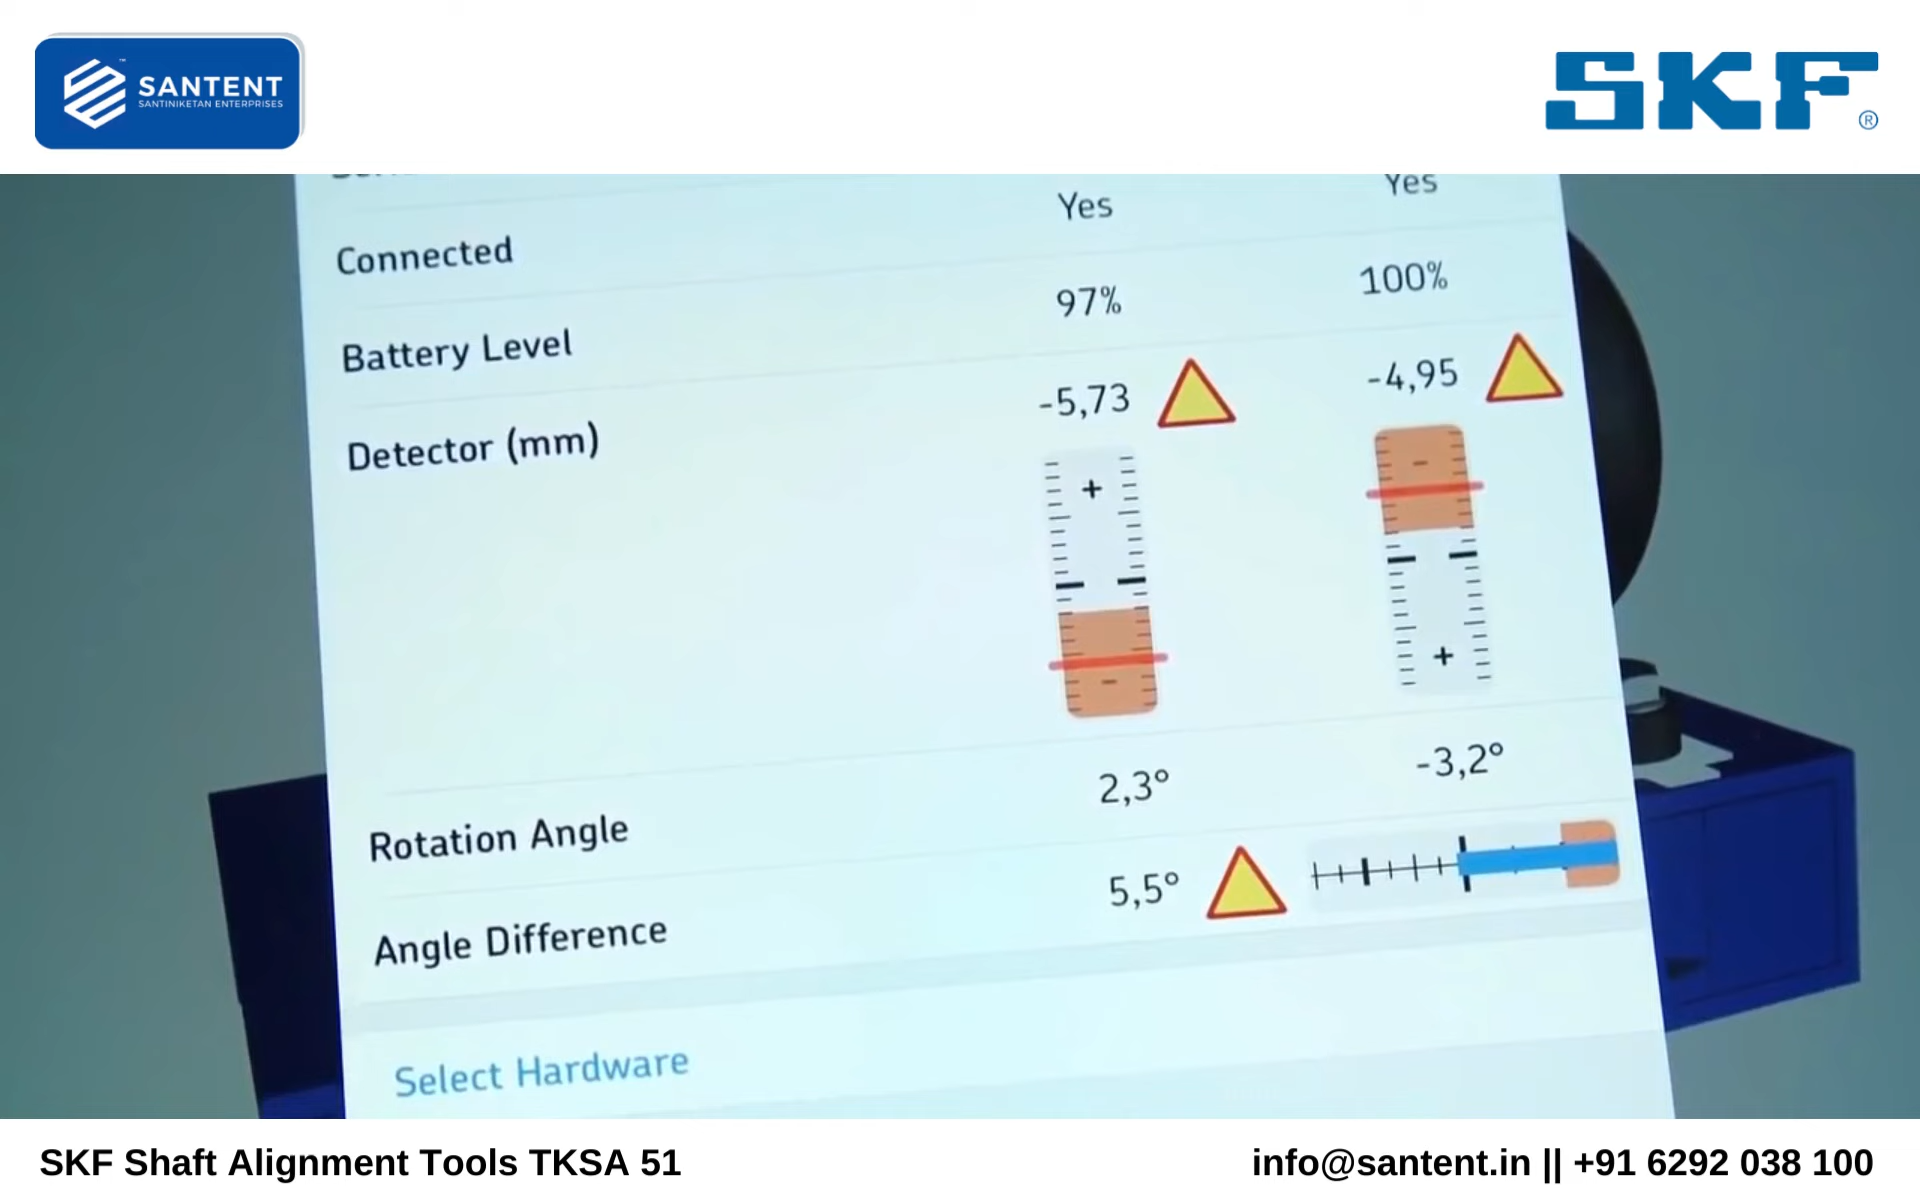 SANTENT
SANTINIKETAN ENTERPRISES
SKF®
Connected Yes Yes
Battery Level 97% 100%
Detector (mm) -5,73 -4,95
+ -
- +
Rotation Angle 2,3° -3,2°
Angle Difference 5,5°
Select Hardware
SKF Shaft Alignment Tools TKSA 51
info@santent.in || +91 6292 038 100